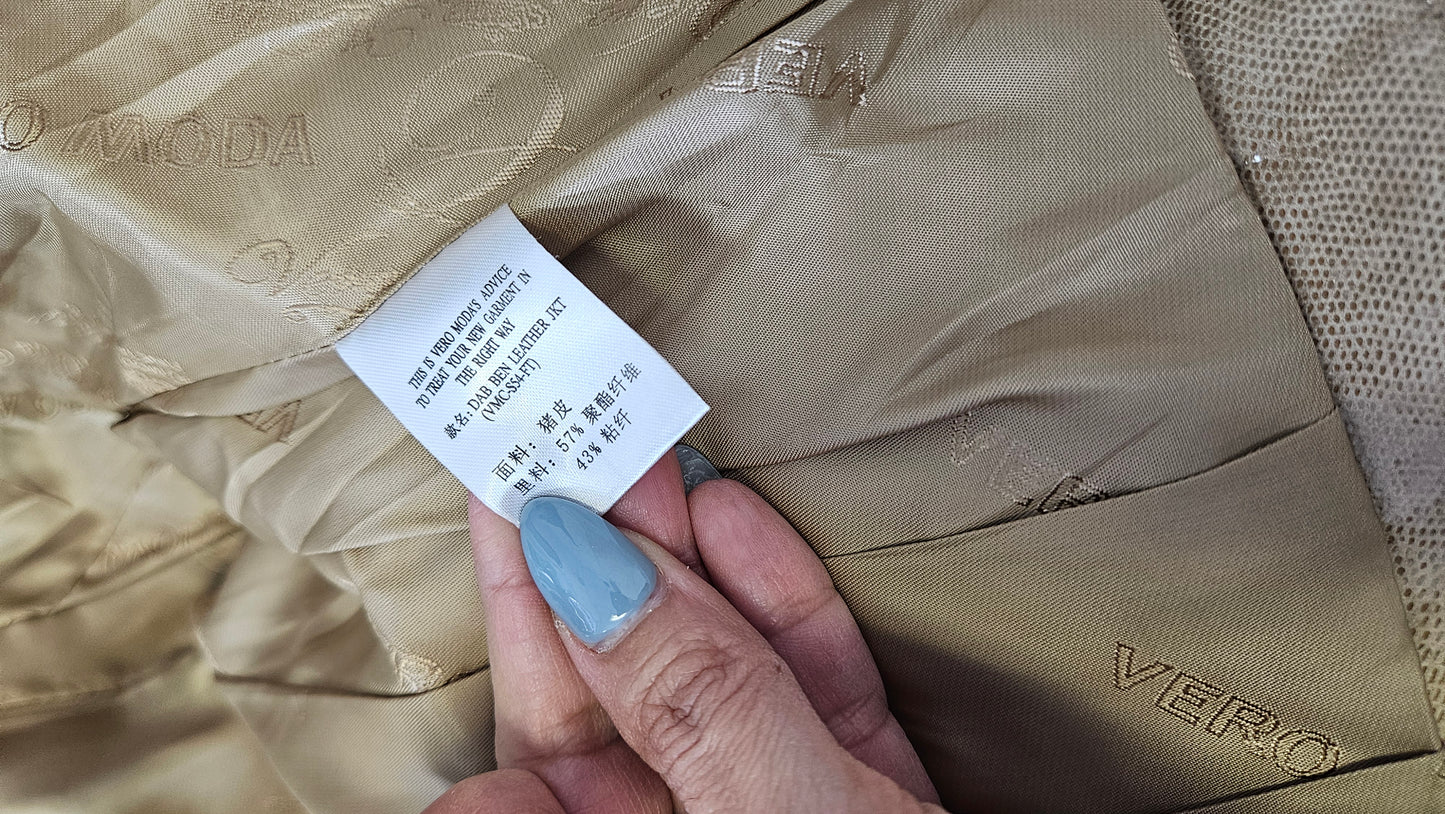 O MODA
VERO
THIS IS VERO MODA'S ADVICE
TO TREAT YOUR NEW GARMENT IN
THE RIGHT WAY
款名: DAB BEN LEATHER JKT
(VMC-SS4-FT)
面料: 猪皮
里料: 57% 聚酯纤维
43% 粘纤